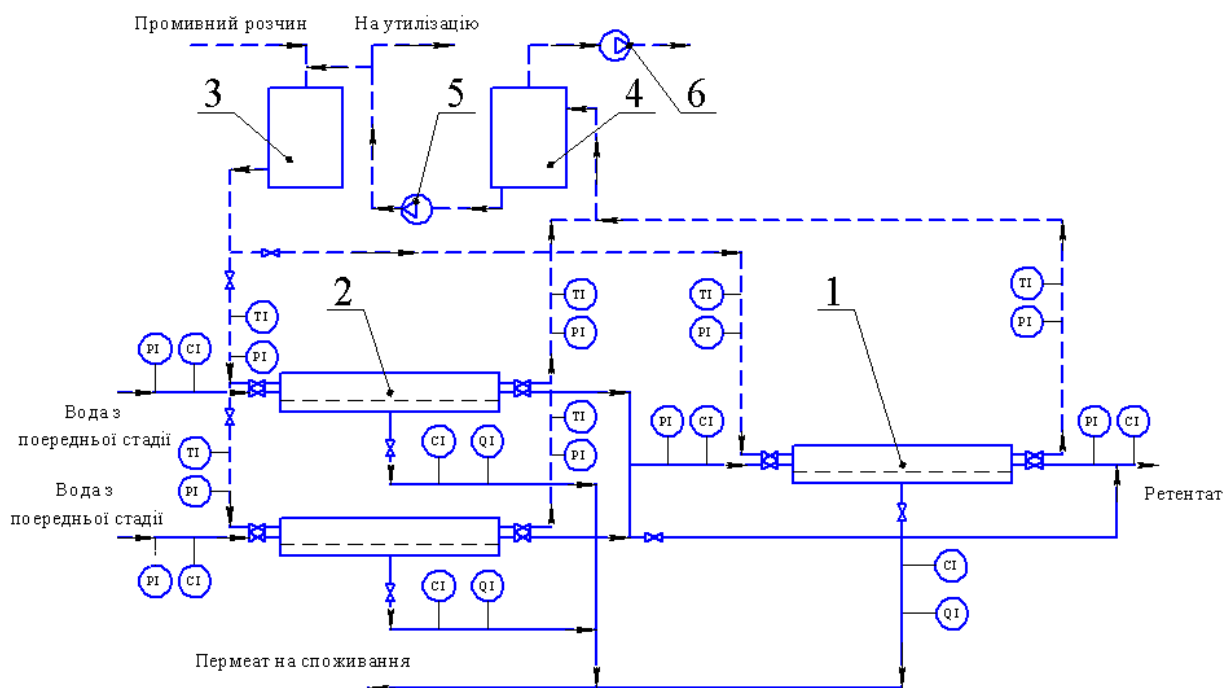 Промивний розчин
На утилізацію
3
5
4
6
TI
PI
TI
PI
TI
PI
TI
PI
2
1
PI
CI
Вода з
поередньої стадії
TI
PI
CI
QI
TI
PI
PI
CI
PI
CI
Ретентат
Вода з
поередньої стадії
PI
CI
CI
QI
CI
QI
Пермеат на споживання